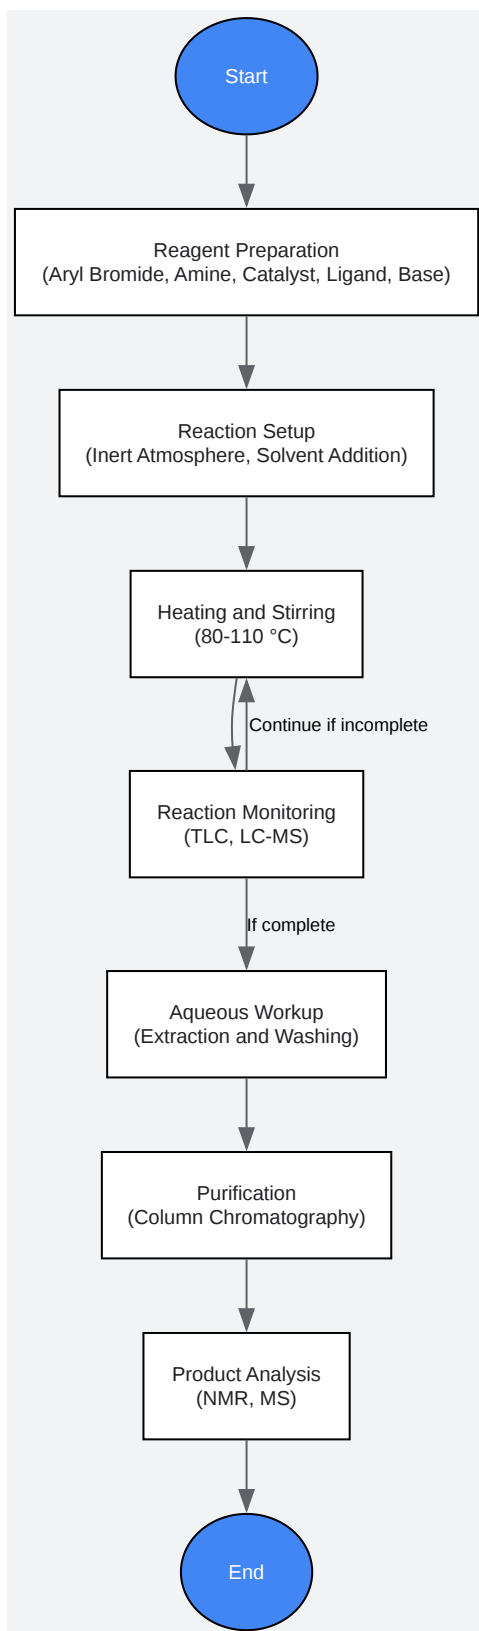 Start
Reagent Preparation
(Aryl Bromide, Amine, Catalyst, Ligand, Base)
Reaction Setup
(Inert Atmosphere, Solvent Addition)
Heating and Stirring
(80-110 °C)
Continue if incomplete
Reaction Monitoring
(TLC, LC-MS)
If complete
Aqueous Workup
(Extraction and Washing)
Purification
(Column Chromatography)
Product Analysis
(NMR, MS)
End